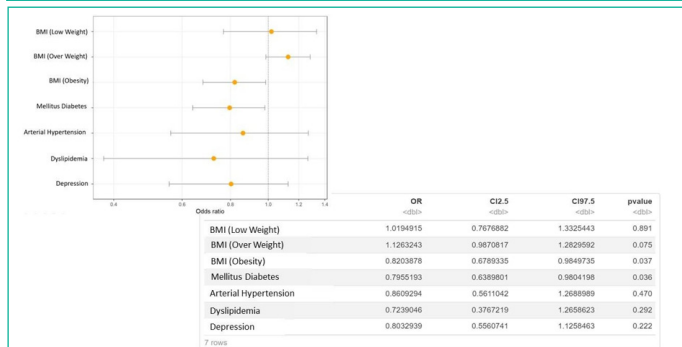 BMI (Low Weight)
BMI (Over Weight)
BMI (Obesity)
Mellitus Diabetes
Arterial Hypertension
Dyslipidemia
Depression
0.4 0.6 0.8 1.0 1.2 1.4
Odds ratio
OR CI2.5 CI97.5 pvalue
<dbl> <dbl> <dbl> <dbl>
BMI (Low Weight) 1.0194915 0.7676882 1.3325443 0.891
BMI (Over Weight) 1.1263243 0.9870817 1.2829592 0.075
BMI (Obesity) 0.8203878 0.6789335 0.9849735 0.037
Mellitus Diabetes 0.7955193 0.6389801 0.9804198 0.036
Arterial Hypertension 0.8609294 0.5611042 1.2688989 0.470
Dyslipidemia 0.7239046 0.3767219 1.2658623 0.292
Depression 0.8032939 0.5560741 1.1258463 0.222
7 rows